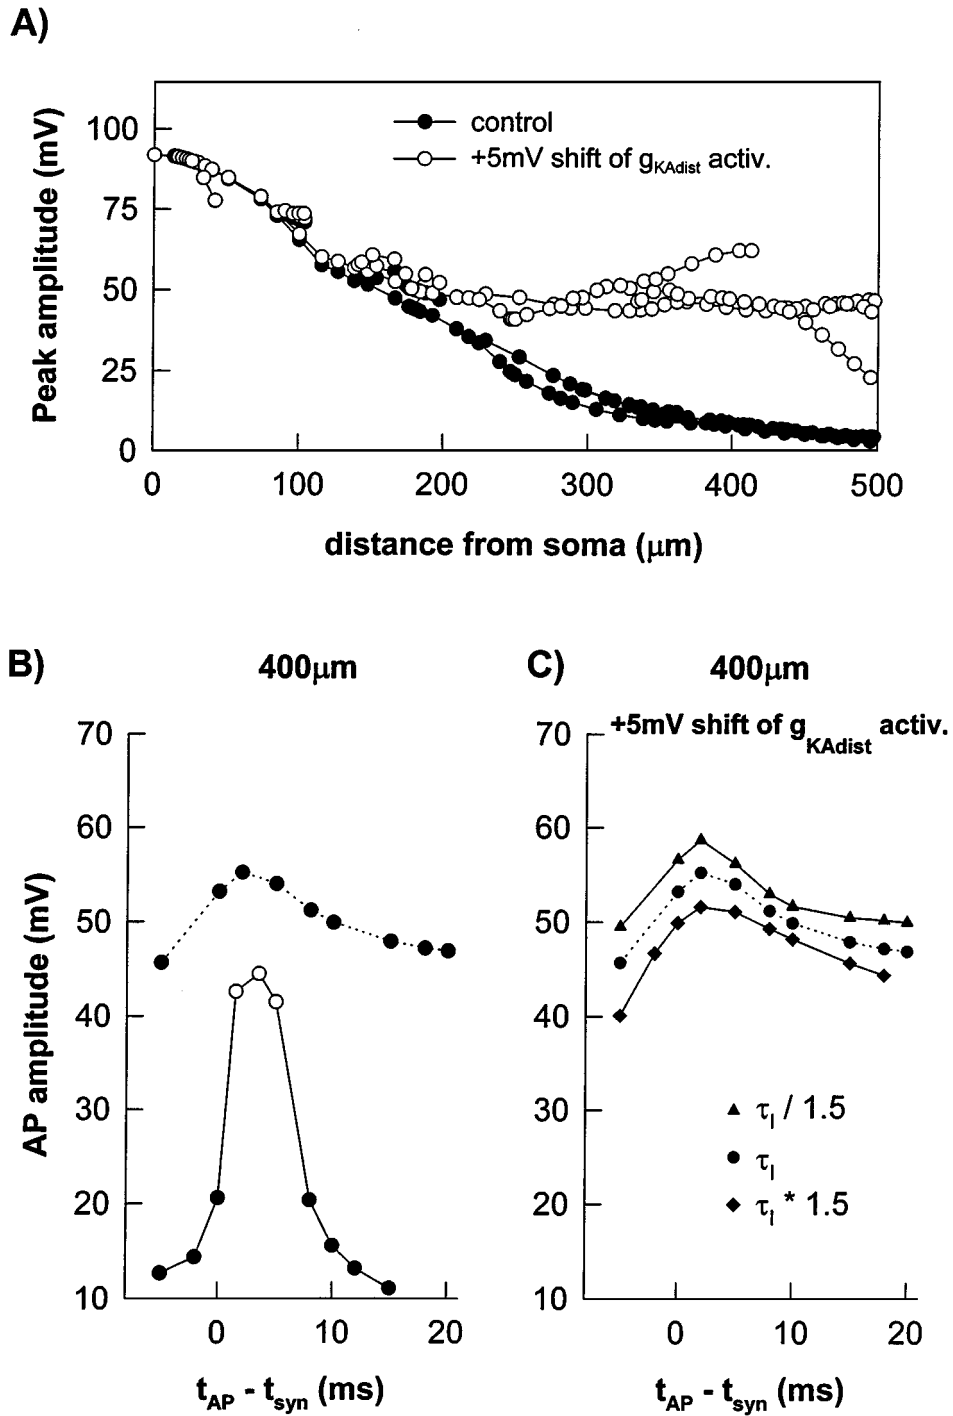 A)
Peak amplitude (mV)
100
75
50
25
0
control
+5mV shift of gKAdist activ.
0 100 200 300 400 500
distance from soma (μm)
B) 400μm
AP amplitude (mV)
70
60
50
40
30
20
10
0 10 20
tAP - tsyn (ms)
C) 400μm
+5mV shift of gKAdist activ.
70
60
50
40
30
20
10
τI / 1.5
τI
τI * 1.5
0 10 20
tAP - tsyn (ms)